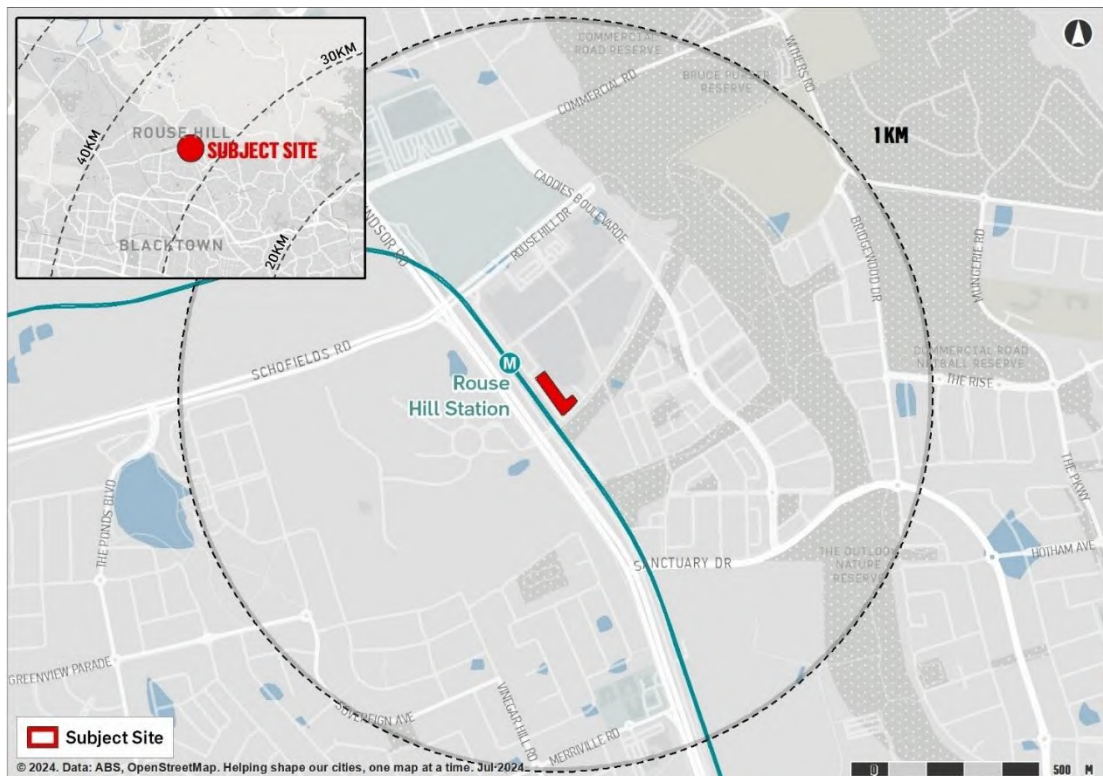 COMMERCIAL
ROAD RESERVE
BRUCE PURSER
RESERVE
WITHERS RD
COMMERCIAL RD
30KM
40KM
ROUSE HILL
SUBJECT SITE
BLACKTOWN
20KM
1 KM
CADDIES BOULEVARDE
ROUSE HILL DR
NDSOR RD
BRIDGEWOOD DR
MUNGERIE RD
SCHOFIELDS RD
M
Rouse
Hill Station
COMMERCIAL ROAD
NETBALL RESERVE
THE RISE
THE PKWY
THE PONDS BLVD
SANCTUARY DR
THE OUTLOOK
NATURE
RESERVE
HOTHAM AVE
GREENVIEW PARADE
SOVEREIGN AVE
VINEGAR HILL RD
MERRIVILLE RD
Subject Site
© 2024. Data: ABS, OpenStreetMap. Helping shape our cities, one map at a time. Jul-2024
0 500 M